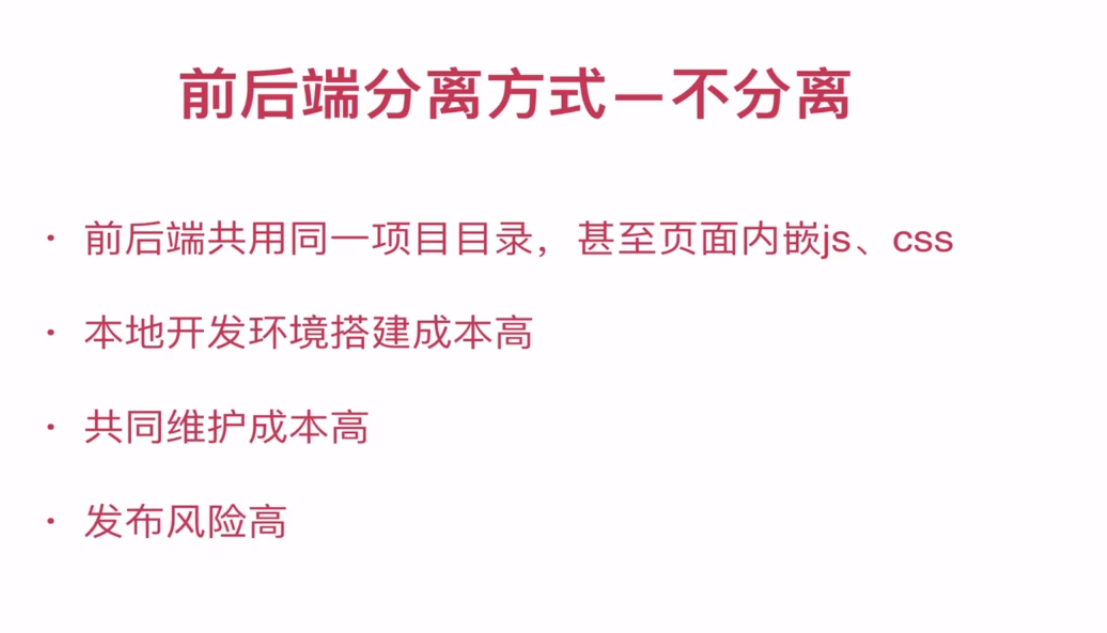 前后端分离方式—不分离
· 前后端共用同一项目目录，甚至页面内嵌js、css
· 本地开发环境搭建成本高
· 共同维护成本高
· 发布风险高